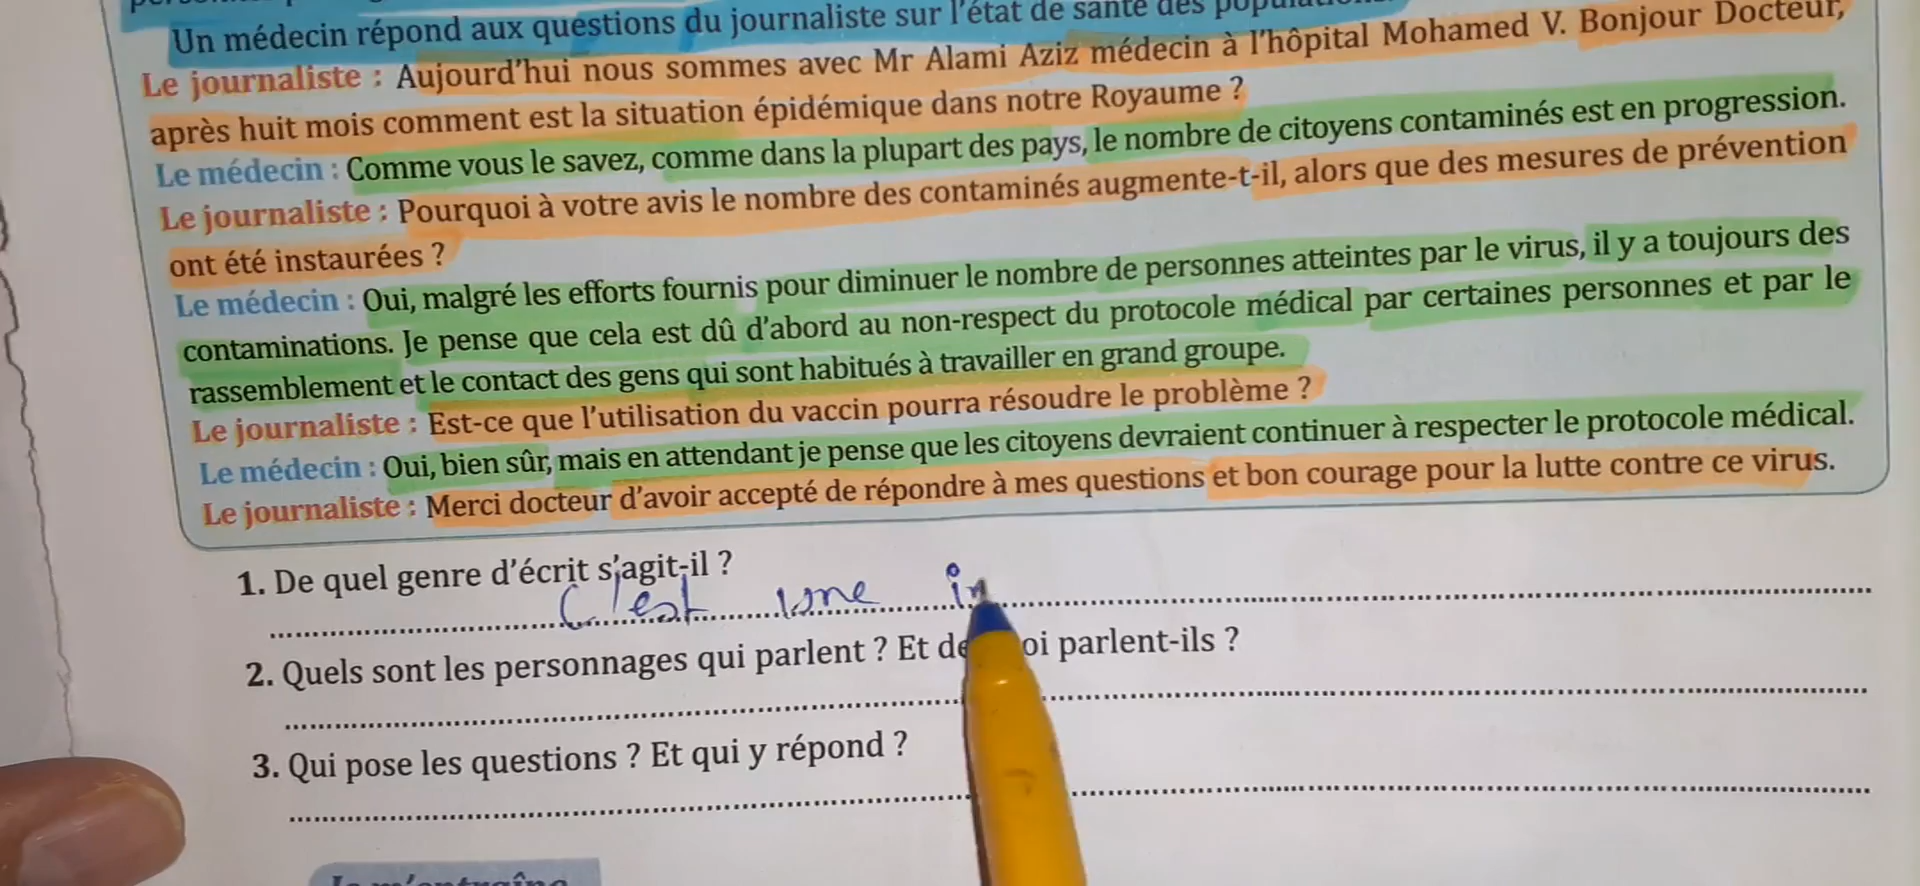 Un médecin répond aux questions du journaliste sur l'état de santé des
Le journaliste : Aujourd'hui nous sommes avec Mr Alami Aziz médecin à l'hôpital Mohamed V. Bonjour Docteur,
après huit mois comment est la situation épidémique dans notre Royaume ?
Le médecin : Comme vous le savez, comme dans la plupart des pays, le nombre de citoyens contaminés est en progression.
Le journaliste : Pourquoi à votre avis le nombre des contaminés augmente-t-il, alors que des mesures de prévention
ont été instaurées ?
Le médecin : Oui, malgré les efforts fournis pour diminuer le nombre de personnes atteintes par le virus, il y a toujours des
contaminations. Je pense que cela est dû d'abord au non-respect du protocole médical par certaines personnes et par le
rassemblement et le contact des gens qui sont habitués à travailler en grand groupe.
Le journaliste : Est-ce que l'utilisation du vaccin pourra résoudre le problème ?
Le médecin : Oui, bien sûr, mais en attendant je pense que les citoyens devraient continuer à respecter le protocole médical.
Le journaliste : Merci docteur d'avoir accepté de répondre à mes questions et bon courage pour la lutte contre ce virus.
1. De quel genre d'écrit s'agit-il ?
C'est une in
2. Quels sont les personnages qui parlent ? Et de oi parlent-ils ?
3. Qui pose les questions ? Et qui y répond ?